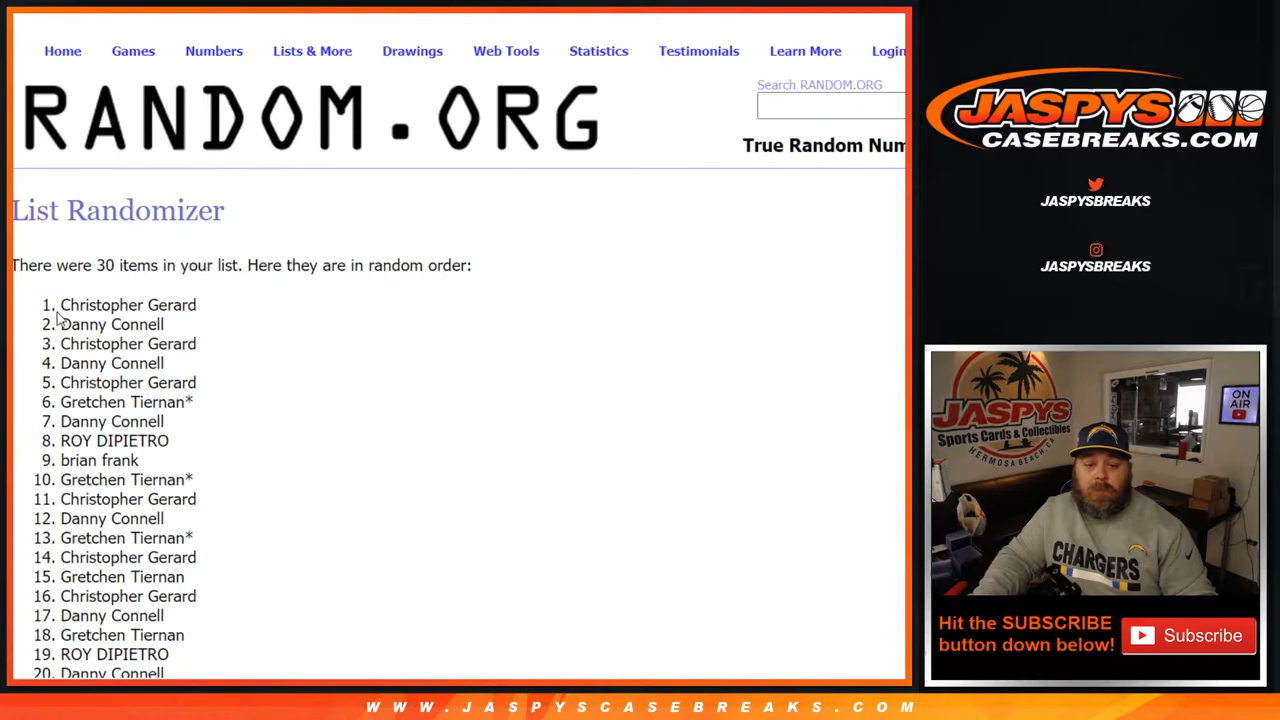 Home Games Numbers Lists & More Drawings Web Tools Statistics Testimonials Learn More Login
RANDOM.ORG
Search RANDOM.ORG
True Random Num
List Randomizer
There were 30 items in your list. Here they are in random order:
1. Christopher Gerard
2. Danny Connell
3. Christopher Gerard
4. Danny Connell
5. Christopher Gerard
6. Gretchen Tiernan*
7. Danny Connell
8. ROY DIPIETRO
9. brian frank
10. Gretchen Tiernan*
11. Christopher Gerard
12. Danny Connell
13. Gretchen Tiernan*
14. Christopher Gerard
15. Gretchen Tiernan
16. Christopher Gerard
17. Danny Connell
18. Gretchen Tiernan
19. ROY DIPIETRO
20. Danny Connell
JASPYS
CASEBREAKS.COM
JASPYSBREAKS
JASPYSBREAKS
JASPYS
Sports Cards & Collectibles
HERMOSA BEACH, CA
ON AIR
CHARGERS
Hit the SUBSCRIBE
button down below!
Subscribe
WWW.JASPYSCASEBREAKS.COM